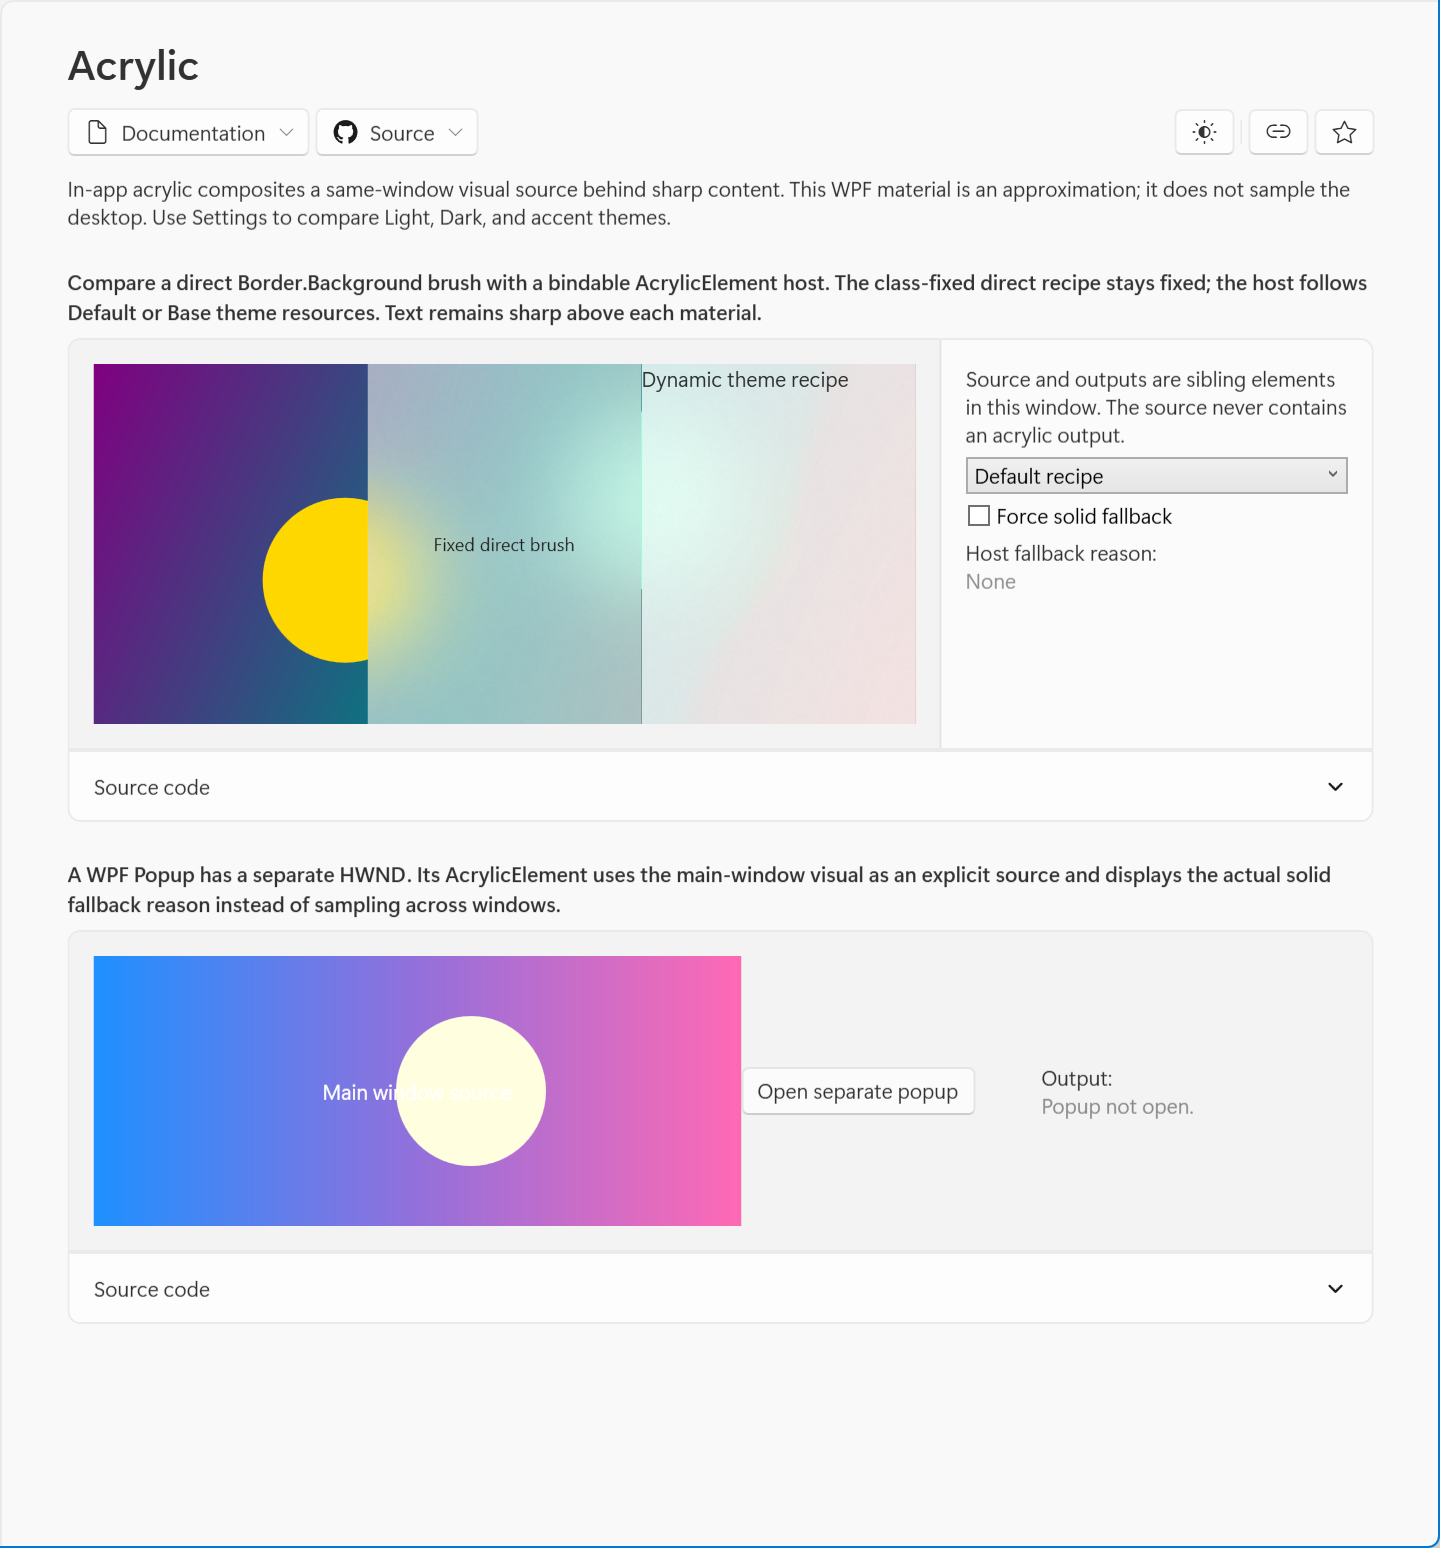 Acrylic
Documentation
Source
In-app acrylic composites a same-window visual source behind sharp content. This WPF material is an approximation; it does not sample the
desktop. Use Settings to compare Light, Dark, and accent themes.
Compare a direct Border.Background brush with a bindable AcrylicElement host. The class-fixed direct recipe stays fixed; the host follows
Default or Base theme resources. Text remains sharp above each material.
Dynamic theme recipe
Fixed direct brush
Source and outputs are sibling elements
in this window. The source never contains
an acrylic output.
Default recipe
Force solid fallback
Host fallback reason:
None
Source code
A WPF Popup has a separate HWND. Its AcrylicElement uses the main-window visual as an explicit source and displays the actual solid
fallback reason instead of sampling across windows.
Main window source
Open separate popup
Output:
Popup not open.
Source code